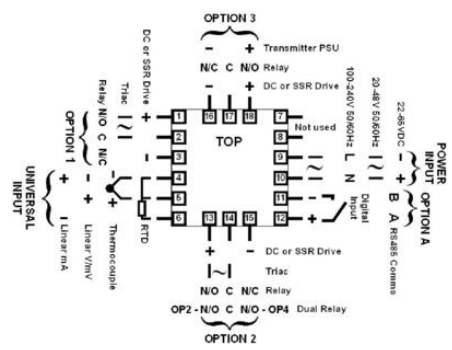 OPTION 3
− + Transmitter PSU
N/C C N/O Relay
− + DC or SSR Drive
16 17 18
TOP
1
2
3
4
5
6
7
8
9
10
11
12
13 14 15
DC or SSR Drive +
−
Triac
Relay N/O C N/C
OPTION 1
UNIVERSAL INPUT
+ −
Linear mA
− +
Linear V/mV
− +
Thermocouple
RTD
Not used
100-240V 50/60Hz
L
N
20-48V 50/60Hz
22-65VDC
− +
POWER INPUT
OPTION A
B
A
RS485 Comms
Digital Input
− +
+ − DC or SSR Drive
Triac
N/O C N/C Relay
OP2 - N/O C N/O - OP4 Dual Relay
OPTION 2